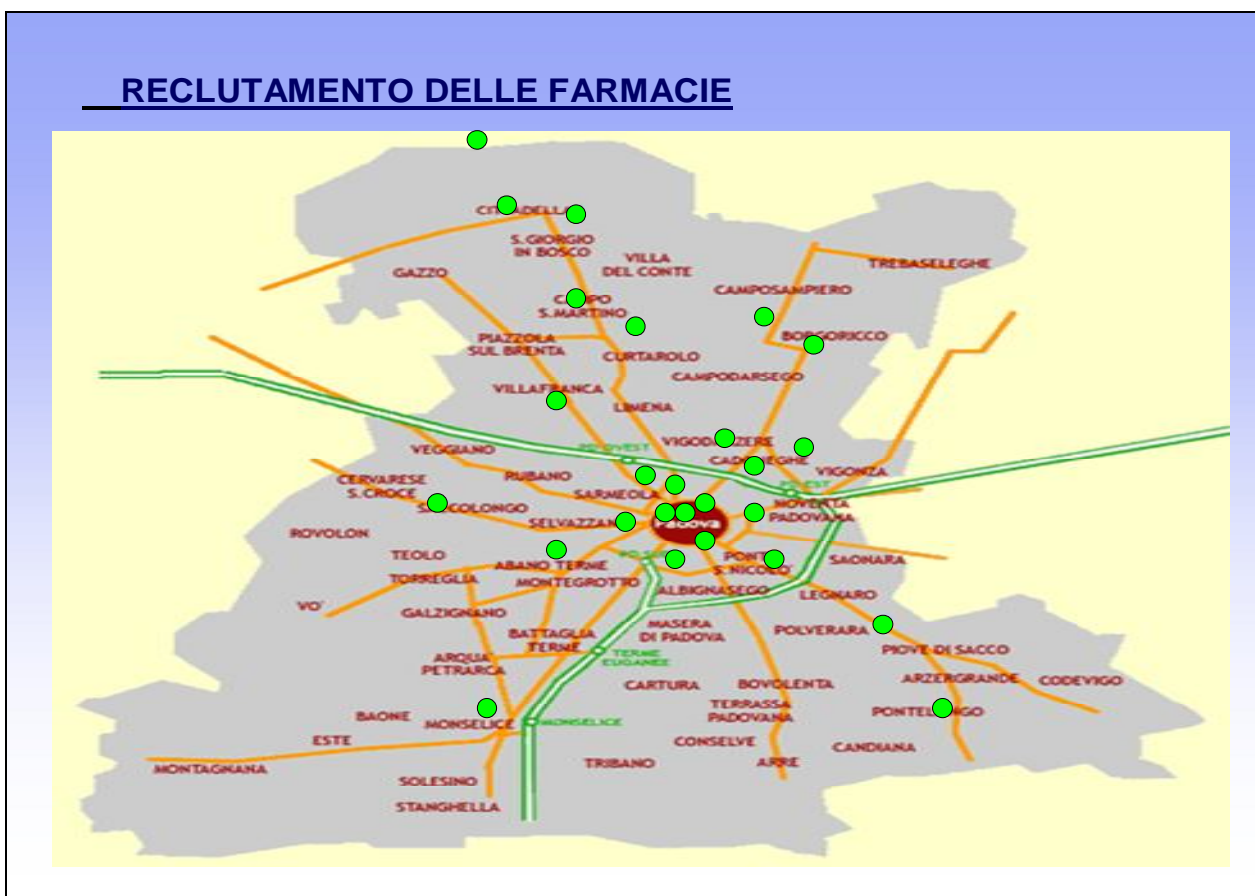 RECLUTAMENTO DELLE FARMACIE
CITTADELLA
S. GIORGIO
IN BOSCO
VILLA
DEL CONTE
TREBASELEGHE
GAZZO
CAMPOSAMPIERO
CAMPO
S. MARTINO
BORGORICCO
PIAZZOLA
SUL BRENTA
CURTAROLO
CAMPODARSEGO
VILLAFRANCA
LIMENA
VIGODARZERE
PD OVEST
VEGGIANO
CADONEGHE
VIGONZA
RUBANO
CERVARESE
S. CROCE
PD EST
SARMEOLA
SACCOLONGO
NOVENTA
PADOVANA
SELVAZZANO
PADOVA
ROVOLON
TEOLO
PD SUD
PONTE
S. NICOLO'
SAONARA
ABANO TERME
TORREGLIA
MONTEGROTTO
ALBIGNASEGO
LEGNARO
VO'
GALZIGNANO
MASERA
DI PADOVA
POLVERARA
BATTAGLIA
TERME
PIOVE DI SACCO
TERME
EUGANEE
ARQUA'
PETRARCA
ARZERGRANDE
CODEVIGO
CARTURA
BOVOLENTA
TERRASSA
PADOVANA
PONTELONGO
BAONE
MONSELICE
MONSELICE
ESTE
CONSELVE
CANDIANA
MONTAGNANA
TRIBANO
ARRE
SOLESINO
STANGHELLA